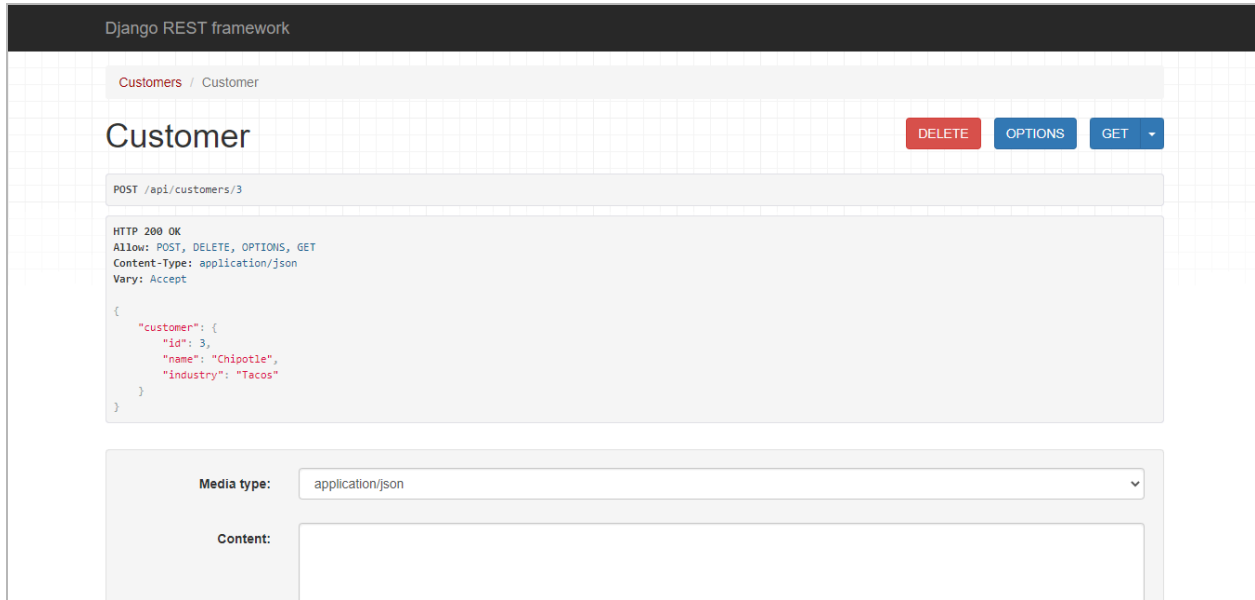 Django REST framework
Customers / Customer
Customer
DELETE OPTIONS GET
POST /api/customers/3
HTTP 200 OK
Allow: POST, DELETE, OPTIONS, GET
Content-Type: application/json
Vary: Accept
{
    "customer": {
        "id": 3,
        "name": "Chipotle",
        "industry": "Tacos"
    }
}
Media type: application/json
Content: